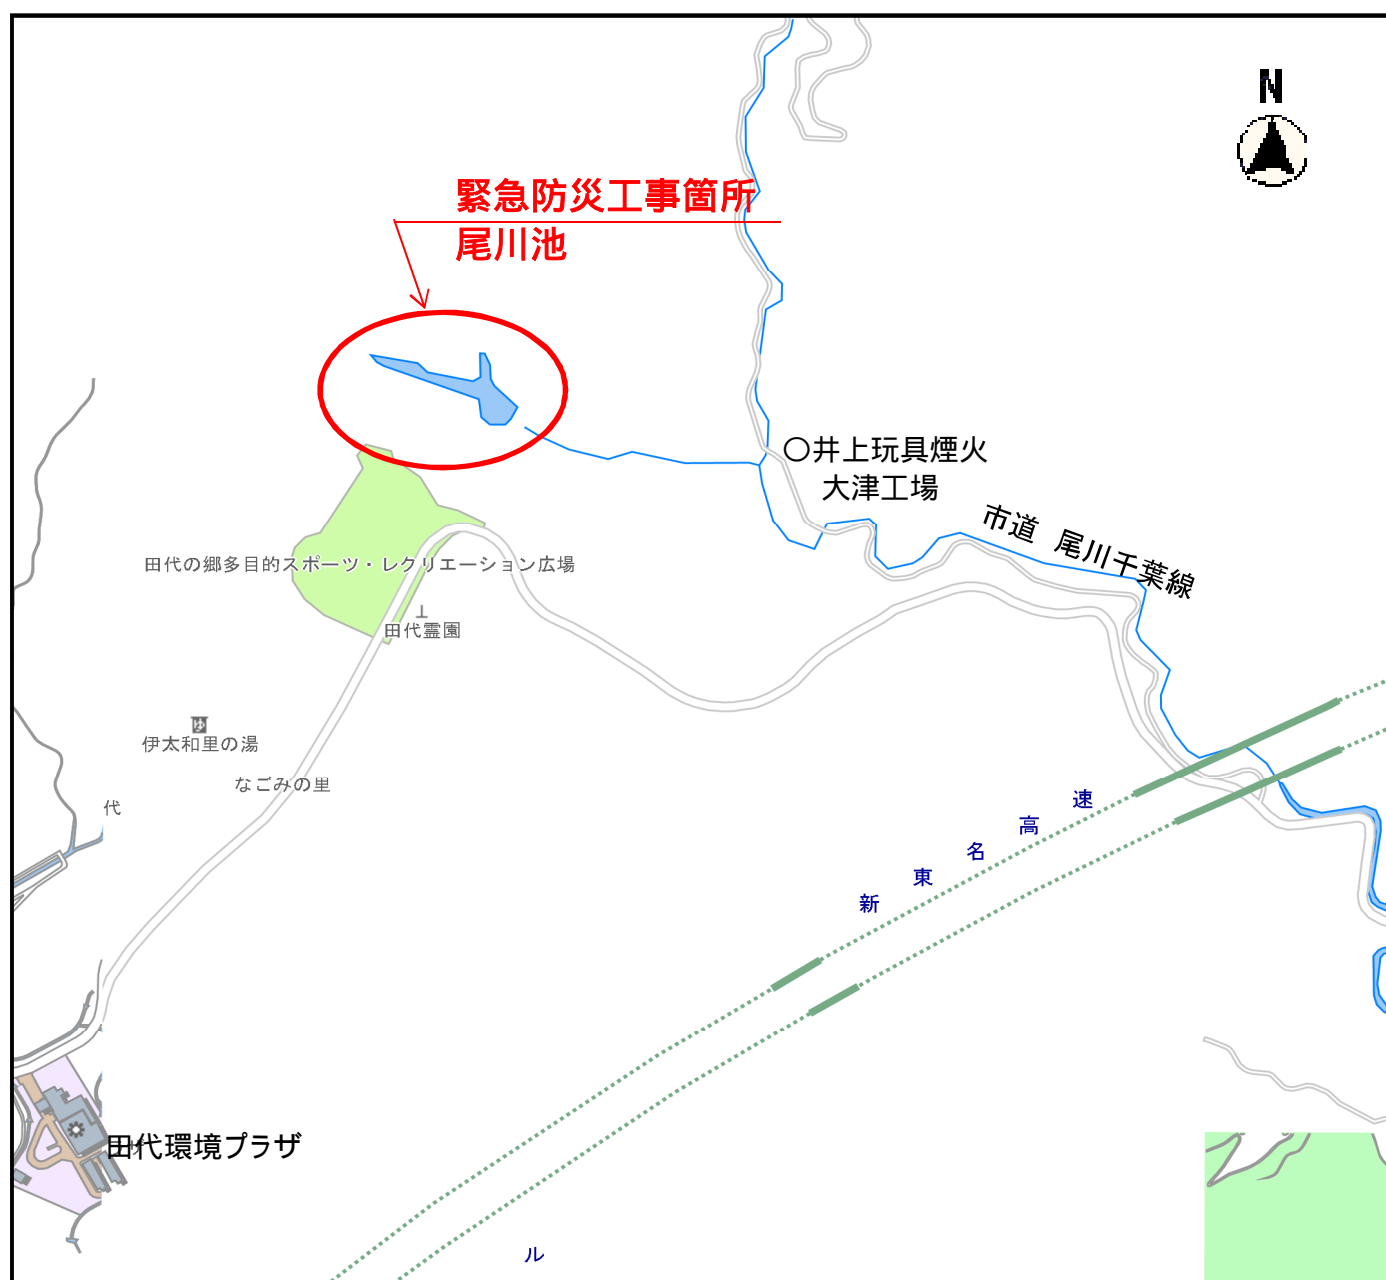 N
緊急防災工事箇所
尾川池
〇井上玩具煙火
大津工場
市道 尾川千葉線
田代の郷多目的スポーツ・レクリエーション広場
田代霊園
ゆ
伊太和里の湯
なごみの里
代
新東名高速
田代環境プラザ
ル